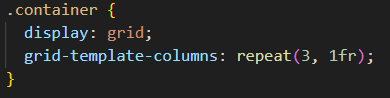 .container {
  display: grid;
  grid-template-columns: repeat(3, 1fr);
}